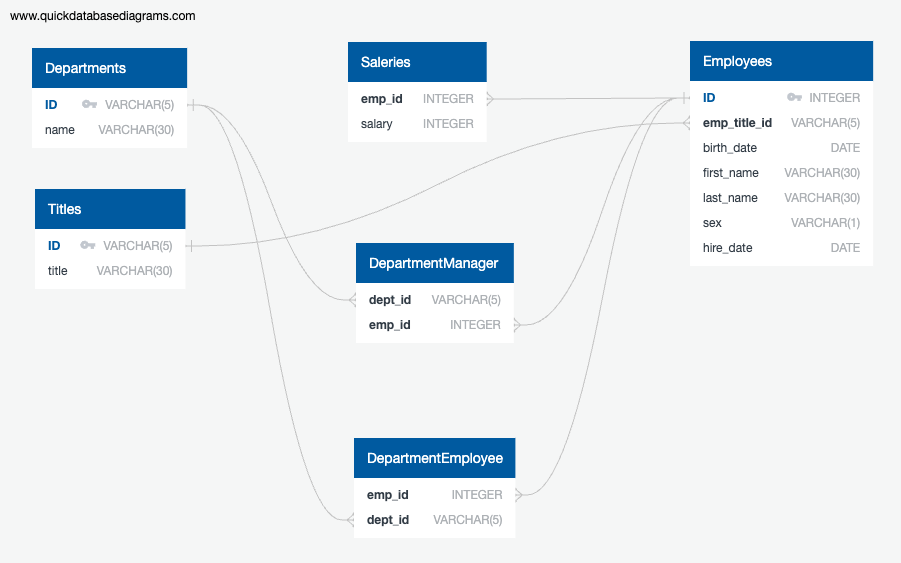 www.quickdatabasediagrams.com
Departments
ID VARCHAR(5)
name VARCHAR(30)
Titles
ID VARCHAR(5)
title VARCHAR(30)
Saleries
emp_id INTEGER
salary INTEGER
DepartmentManager
dept_id VARCHAR(5)
emp_id INTEGER
DepartmentEmployee
emp_id INTEGER
dept_id VARCHAR(5)
Employees
ID INTEGER
emp_title_id VARCHAR(5)
birth_date DATE
first_name VARCHAR(30)
last_name VARCHAR(30)
sex VARCHAR(1)
hire_date DATE